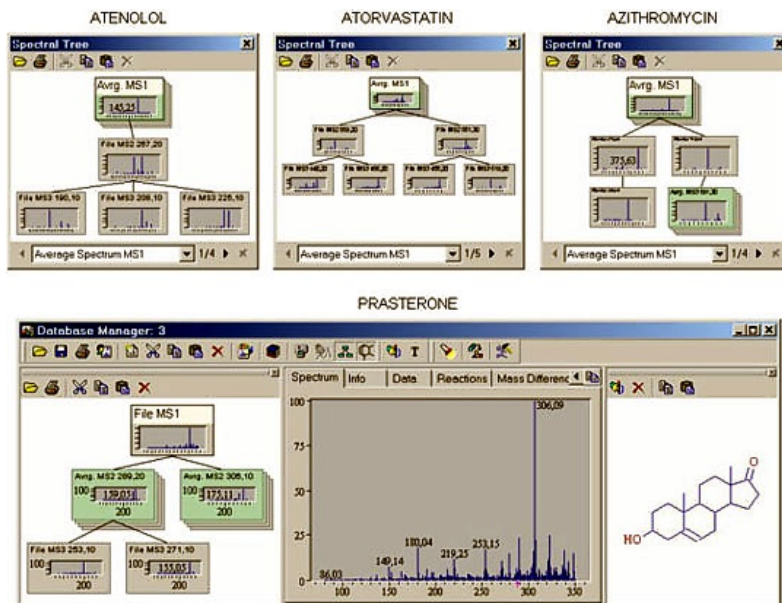 ATENOLOL
ATORVASTATIN
AZITHROMYCIN
Spectral Tree
Spectral Tree
Spectral Tree
Avrg. MS1
145,25
File MS2 267,20
File MS3 190,10
File MS3 208,10
File MS3 225,10
Average Spectrum MS1
1/4
Avrg. MS1
Average Spectrum MS1
1/5
Avrg. MS1
375,63
Average Spectrum MS1
1/4
PRASTERONE
Database Manager: 3
Spectrum
Info
Data
Reactions
Mass Differenc
File MS1
Avrg. MS2 289,20
100
159,05
200
Avrg. MS2 306,10
100
175,11
200
File MS3 253,10
100
200
File MS3 271,10
100
155,05
200
100
75
50
25
0
306,09
180,04
253,15
219,25
149,14
86,03
100
150
200
250
300
350
O
HO